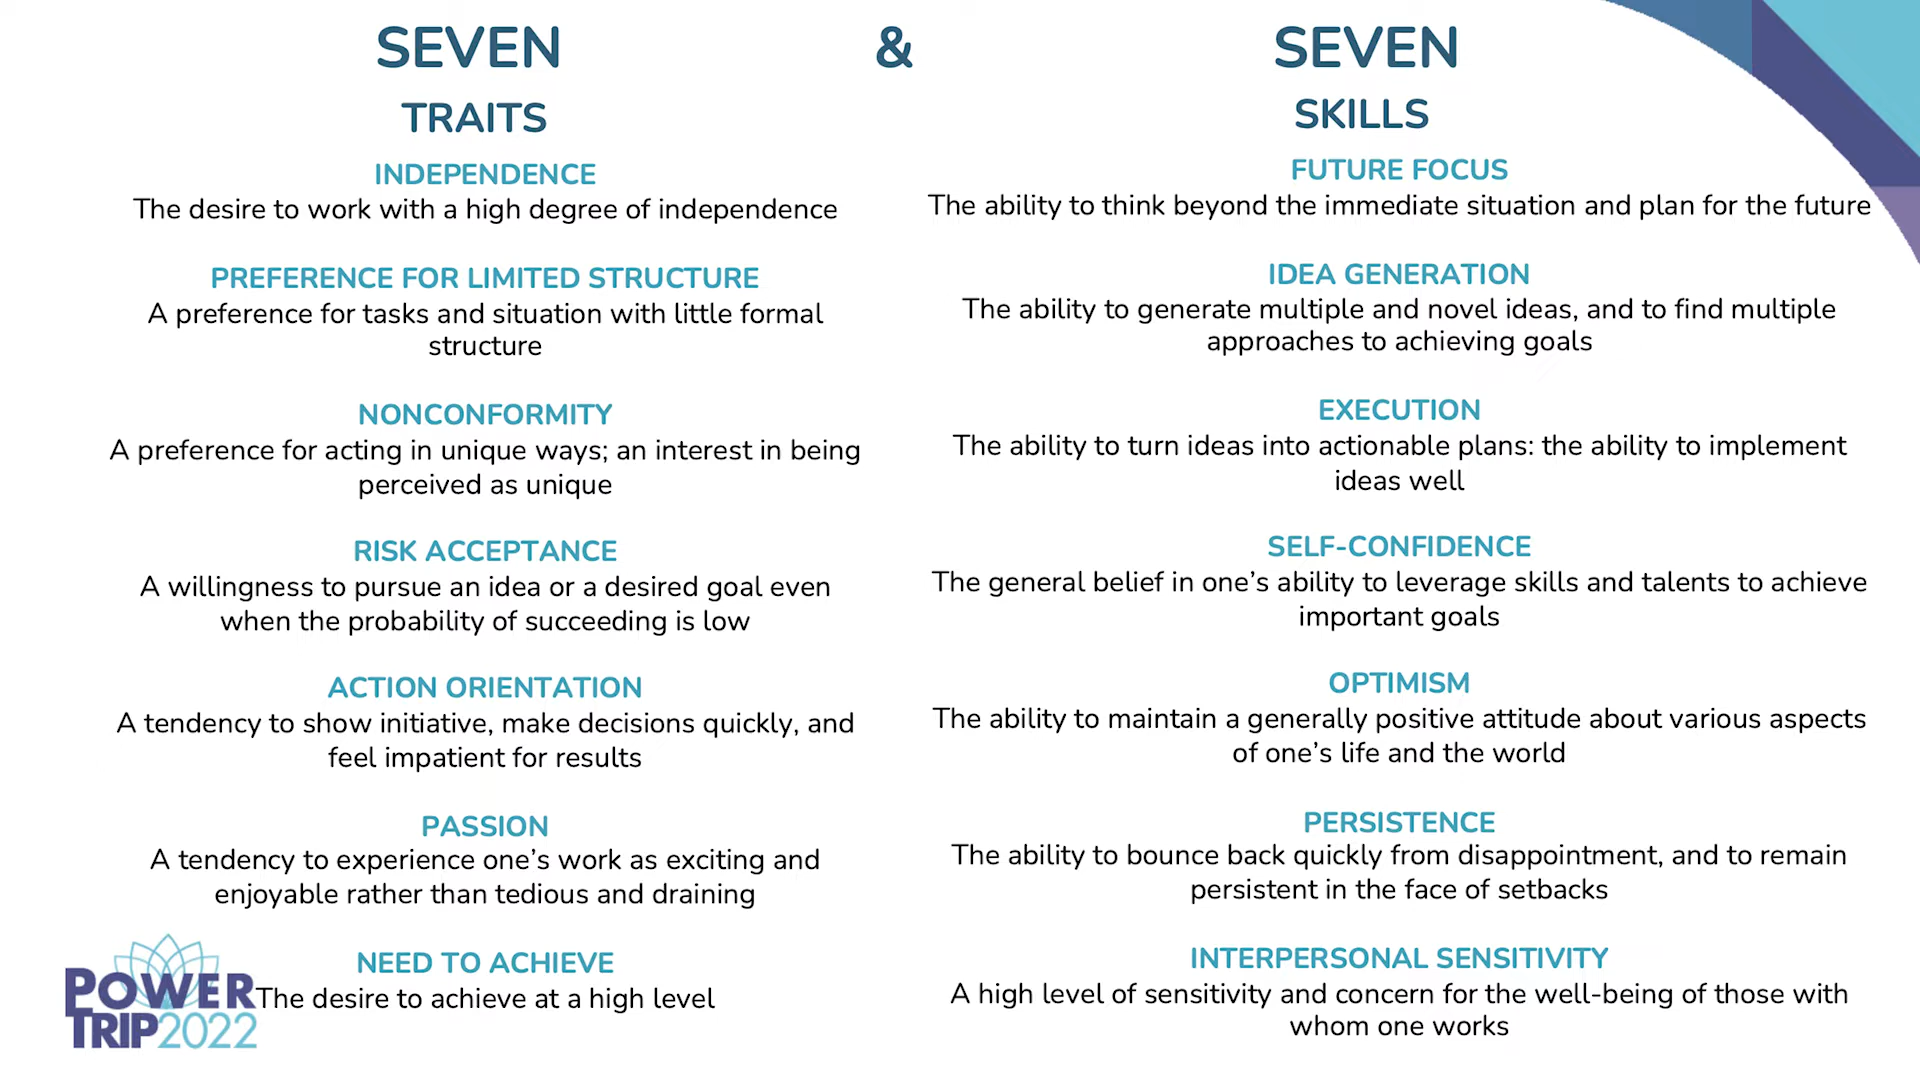 SEVEN & SEVEN
TRAITS
INDEPENDENCE
The desire to work with a high degree of independence
PREFERENCE FOR LIMITED STRUCTURE
A preference for tasks and situation with little formal
structure
NONCONFORMITY
A preference for acting in unique ways; an interest in being
perceived as unique
RISK ACCEPTANCE
A willingness to pursue an idea or a desired goal even
when the probability of succeeding is low
ACTION ORIENTATION
A tendency to show initiative, make decisions quickly, and
feel impatient for results
PASSION
A tendency to experience one’s work as exciting and
enjoyable rather than tedious and draining
NEED TO ACHIEVE
The desire to achieve at a high level
SKILLS
FUTURE FOCUS
The ability to think beyond the immediate situation and plan for the future
IDEA GENERATION
The ability to generate multiple and novel ideas, and to find multiple
approaches to achieving goals
EXECUTION
The ability to turn ideas into actionable plans: the ability to implement
ideas well
SELF-CONFIDENCE
The general belief in one’s ability to leverage skills and talents to achieve
important goals
OPTIMISM
The ability to maintain a generally positive attitude about various aspects
of one’s life and the world
PERSISTENCE
The ability to bounce back quickly from disappointment, and to remain
persistent in the face of setbacks
INTERPERSONAL SENSITIVITY
A high level of sensitivity and concern for the well-being of those with
whom one works
POWER
TRIP2022